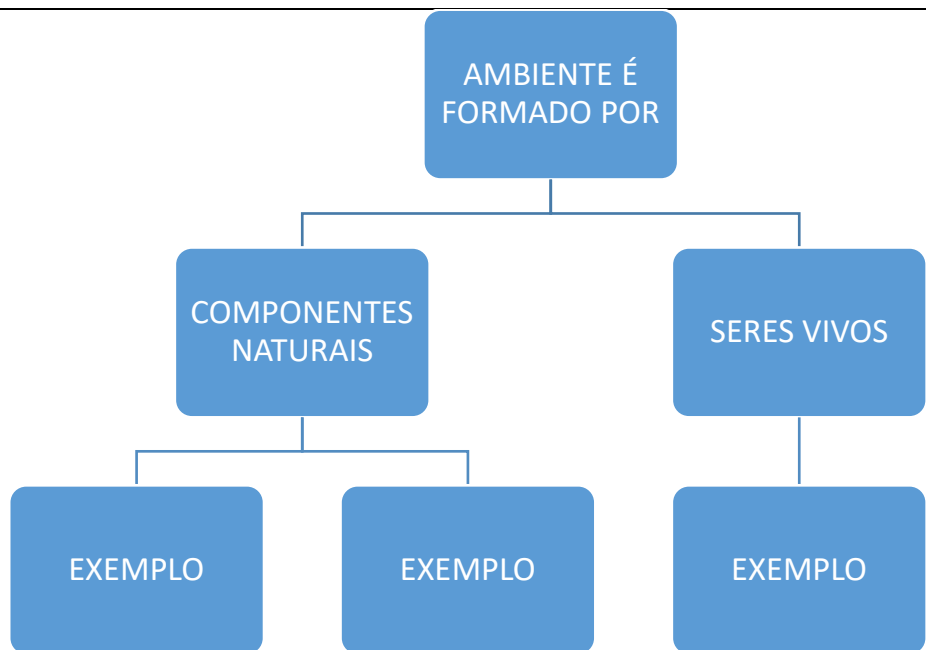 AMBIENTE É
FORMADO POR
COMPONENTES
NATURAIS
SERES VIVOS
EXEMPLO
EXEMPLO
EXEMPLO